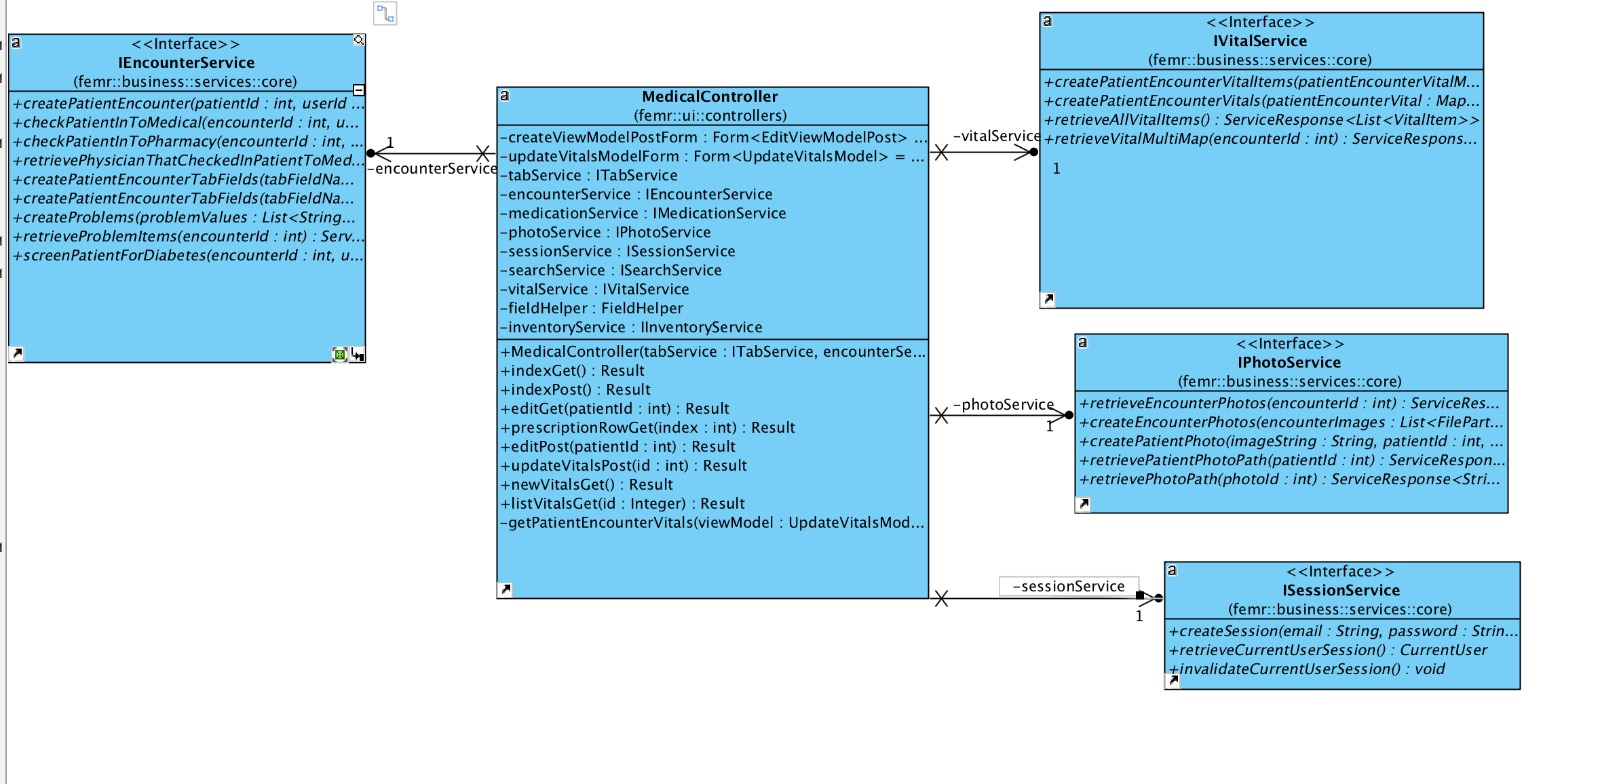 a
<<Interface>>
IEncounterService
(femr::business::services::core)
+createPatientEncounter(patientId : int, userId ...
+checkPatientInToMedical(encounterId : int, u...
+checkPatientInToPharmacy(encounterId : int, ...
+retrievePhysicianThatCheckedInPatientToMed...
+createPatientEncounterTabFields(tabFieldNa...
+createPatientEncounterTabFields(tabFieldNa...
+createProblems(problemValues : List<String...
+retrieveProblemItems(encounterId : int) : Serv...
+screenPatientForDiabetes(encounterId : int, u...
1
-encounterService
a
MedicalController
(femr::ui::controllers)
-createViewModelPostForm : Form<EditViewModelPost> ...
-updateVitalsModelForm : Form<UpdateVitalsModel> = ...
-tabService : ITabService
-encounterService : IEncounterService
-medicationService : IMedicationService
-photoService : IPhotoService
-sessionService : ISessionService
-searchService : ISearchService
-vitalService : IVitalService
-fieldHelper : FieldHelper
-inventoryService : IInventoryService
+MedicalController(tabService : ITabService, encounterSe...
+indexGet() : Result
+indexPost() : Result
+editGet(patientId : int) : Result
+prescriptionRowGet(index : int) : Result
+editPost(patientId : int) : Result
+updateVitalsPost(id : int) : Result
+newVitalsGet() : Result
+listVitalsGet(id : Integer) : Result
-getPatientEncounterVitals(viewModel : UpdateVitalsMod...
-vitalService
1
a
<<Interface>>
IVitalService
(femr::business::services::core)
+createPatientEncounterVitalItems(patientEncounterVitalM...
+createPatientEncounterVitals(patientEncounterVital : Map...
+retrieveAllVitalItems() : ServiceResponse<List<VitalItem>>
+retrieveVitalMultiMap(encounterId : int) : ServiceRespons...
-photoService
1
a
<<Interface>>
IPhotoService
(femr::business::services::core)
+retrieveEncounterPhotos(encounterId : int) : ServiceRes...
+createEncounterPhotos(encounterImages : List<FilePart...
+createPatientPhoto(imageString : String, patientId : int, ...
+retrievePatientPhotoPath(patientId : int) : ServiceRespon...
+retrievePhotoPath(photoId : int) : ServiceResponse<Stri...
-sessionService
1
a
<<Interface>>
ISessionService
(femr::business::services::core)
+createSession(email : String, password : Strin...
+retrieveCurrentUserSession() : CurrentUser
+invalidateCurrentUserSession() : void